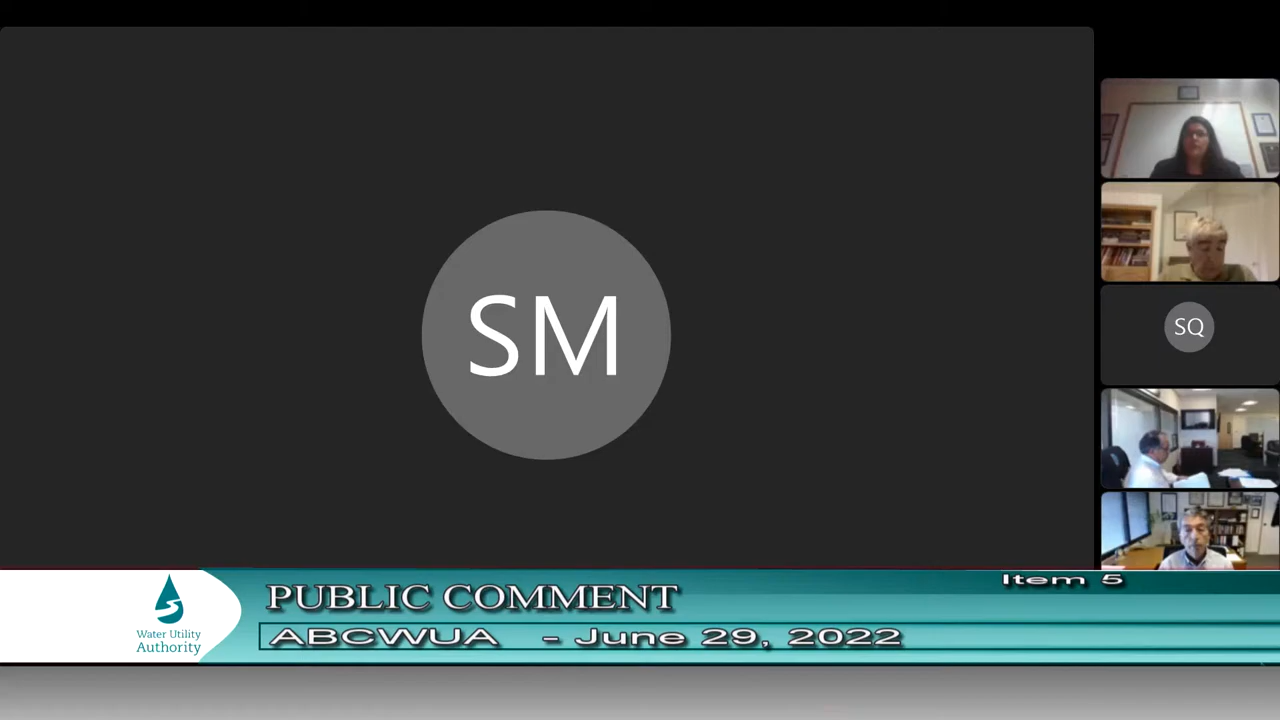 SM
SQ
Item 5
PUBLIC COMMENT
ABCWUA - June 29, 2022
Water Utility
Authority